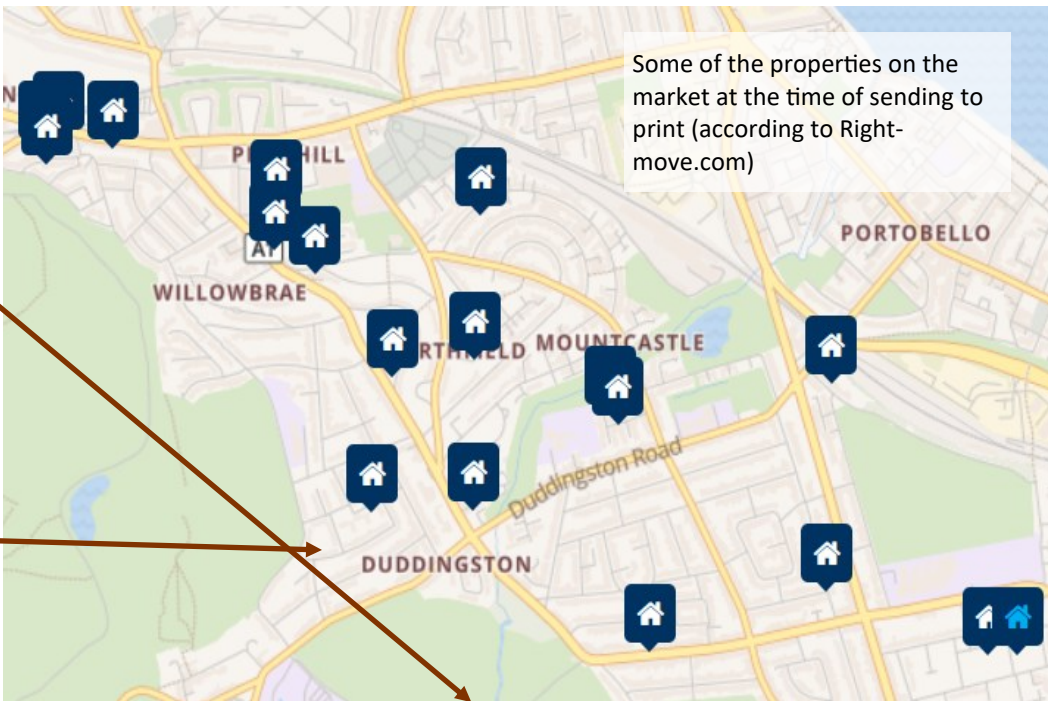 Some of the properties on the
market at the time of sending to
print (according to Right-
move.com)
PORTOBELLO
A1
WILLOWBRAE
MOUNTCASTLE
Duddingston Road
DUDDINGSTON